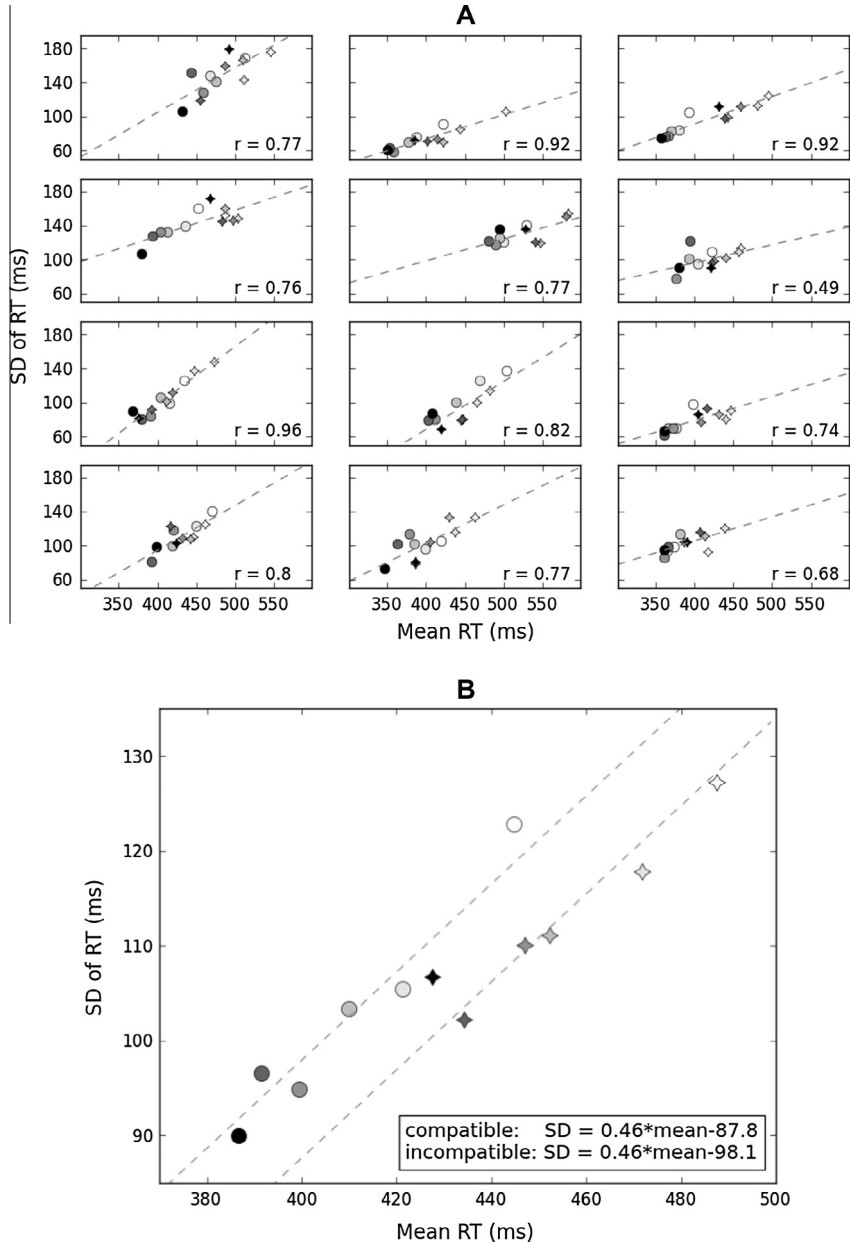 A
180
140
100
60
r = 0.77
r = 0.92
r = 0.92
180
140
100
60
r = 0.76
r = 0.77
r = 0.49
SD of RT (ms)
180
140
100
60
r = 0.96
r = 0.82
r = 0.74
180
140
100
60
r = 0.8
r = 0.77
r = 0.68
350 400 450 500 550
350 400 450 500 550
350 400 450 500 550
Mean RT (ms)
B
130
120
110
100
90
SD of RT (ms)
compatible: SD = 0.46*mean-87.8
incompatible: SD = 0.46*mean-98.1
380 400 420 440 460 480 500
Mean RT (ms)